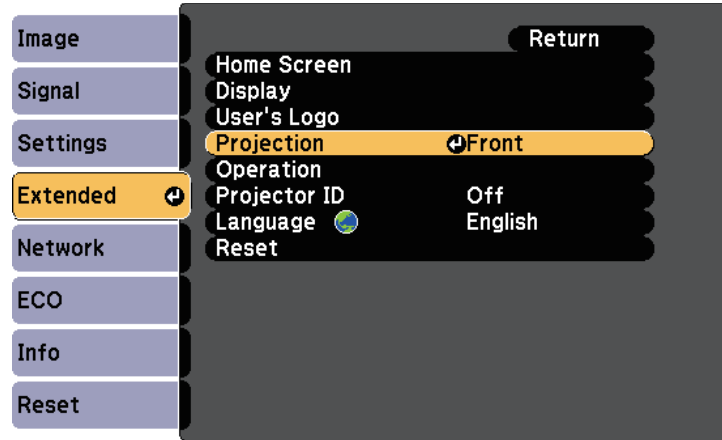 Image
Signal
Settings
Extended
Network
ECO
Info
Reset
Return
Home Screen
Display
User's Logo
Projection Front
Operation
Projector ID Off
Language English
Reset